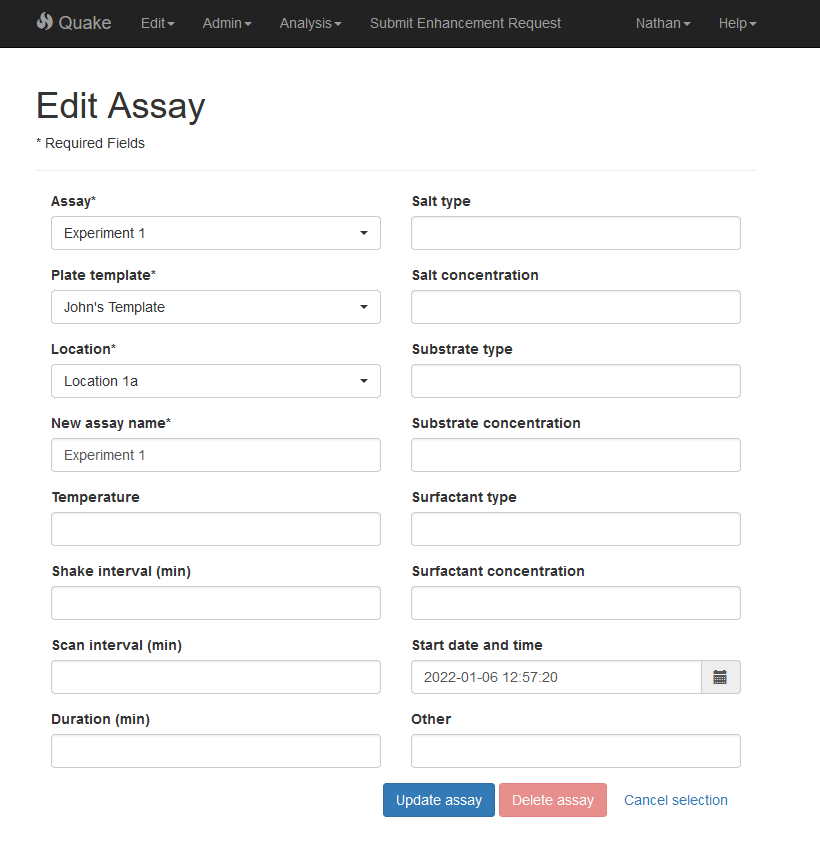 Quake Edit Admin Analysis Submit Enhancement Request Nathan Help
Edit Assay
* Required Fields
Assay*
Experiment 1
Plate template*
John's Template
Location*
Location 1a
New assay name*
Experiment 1
Temperature
Shake interval (min)
Scan interval (min)
Duration (min)
Salt type
Salt concentration
Substrate type
Substrate concentration
Surfactant type
Surfactant concentration
Start date and time
2022-01-06 12:57:20
Other
Update assay Delete assay Cancel selection